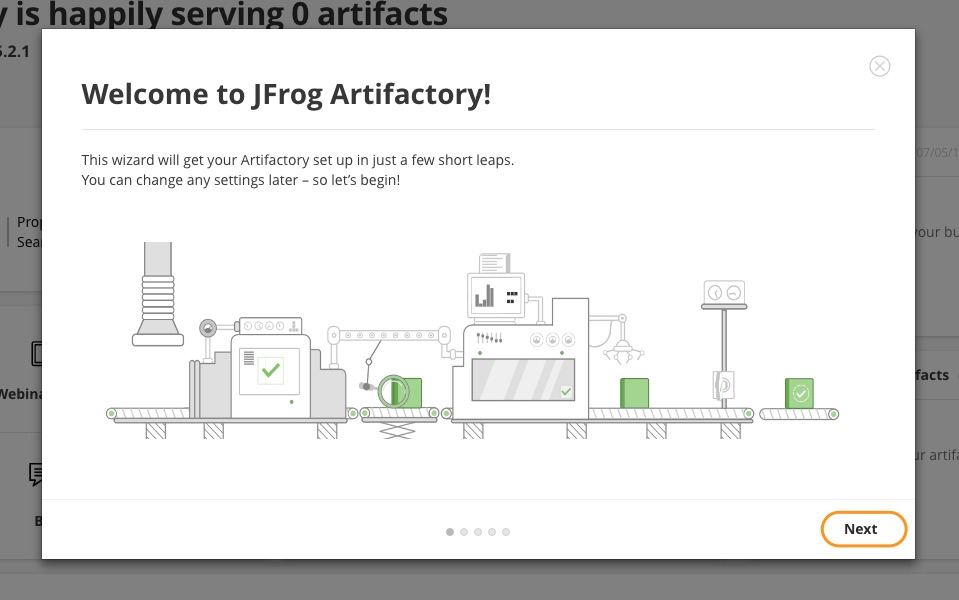 y is happily serving 0 artifacts
5.2.1
Welcome to JFrog Artifactory!
This wizard will get your Artifactory set up in just a few short leaps.
You can change any settings later – so let's begin!
07/05/1
Prop
Sea
your bu
Webina
facts
ur artifa
B
Next